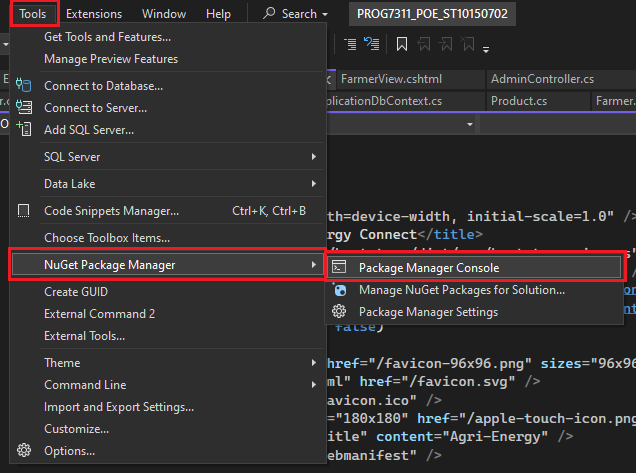 Tools Extensions Window Help Search PROG7311_POE_ST10150702
Get Tools and Features...
Manage Preview Features
Connect to Database...
Connect to Server...
Add SQL Server...
SQL Server
Data Lake
Code Snippets Manager... Ctrl+K, Ctrl+B
Choose Toolbox Items...
NuGet Package Manager
Create GUID
External Command 2
External Tools...
Theme
Command Line
Import and Export Settings...
Customize...
Options...
Package Manager Console
Manage NuGet Packages for Solution...
Package Manager Settings
FarmerView.cshtml AdminController.cs
plicationDbContext.cs Product.cs Farmer.
th=device-width, initial-scale=1.0" />
rgy Connect</title>
false)
href="/favicon-96x96.png" sizes="96x96
ml" href="/favicon.svg" />
avicon.ico" />
="180x180" href="/apple-touch-icon.png
itle" content="Agri-Energy" />
ebmanifest" />